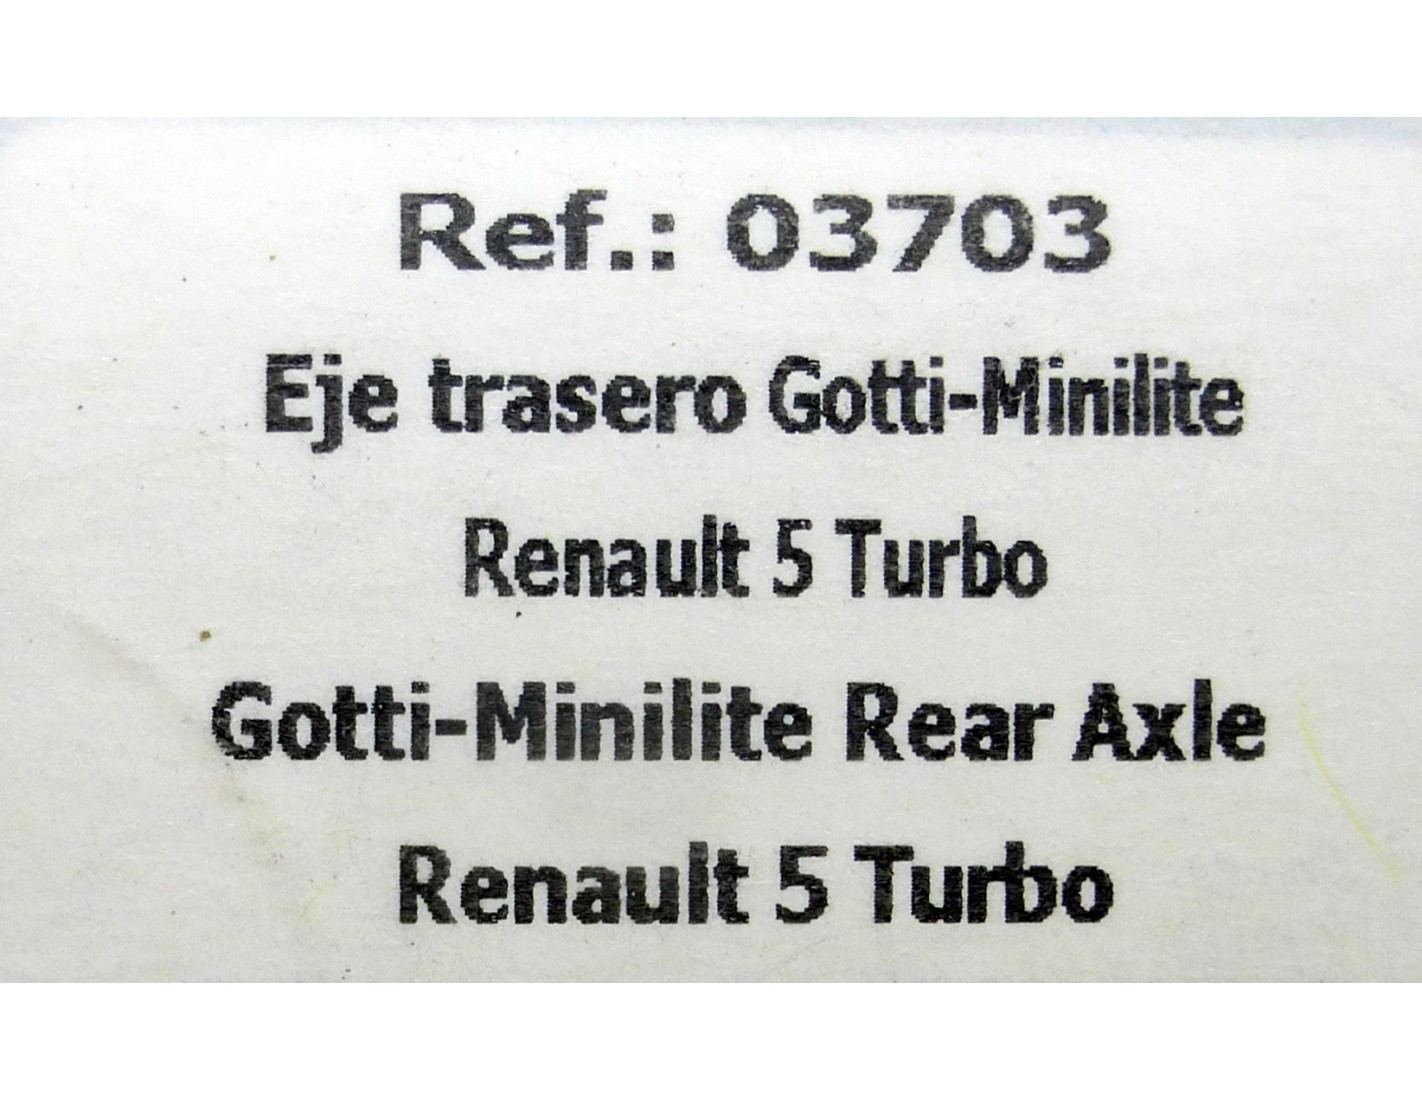 Ref.: 03703
Eje trasero Gotti-Minilite
Renault 5 Turbo
Gotti-Minilite Rear Axle
Renault 5 Turbo